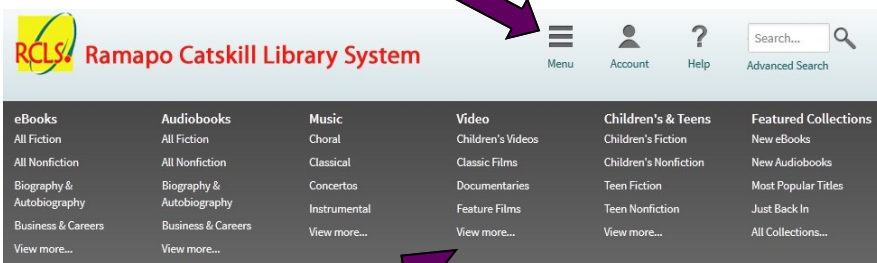 RCLS Ramapo Catskill Library System
Menu
Account
? Help
Search...
Advanced Search
eBooks
All Fiction
All Nonfiction
Biography &
Autobiography
Business & Careers
View more...
Audiobooks
All Fiction
All Nonfiction
Biography &
Autobiography
Business & Careers
View more...
Music
Choral
Classical
Concertos
Instrumental
View more...
Video
Children's Videos
Classic Films
Documentaries
Feature Films
View more...
Children's & Teens
Children's Fiction
Children's Nonfiction
Teen Fiction
Teen Nonfiction
View more...
Featured Collections
New eBooks
New Audiobooks
Most Popular Titles
Just Back In
All Collections...